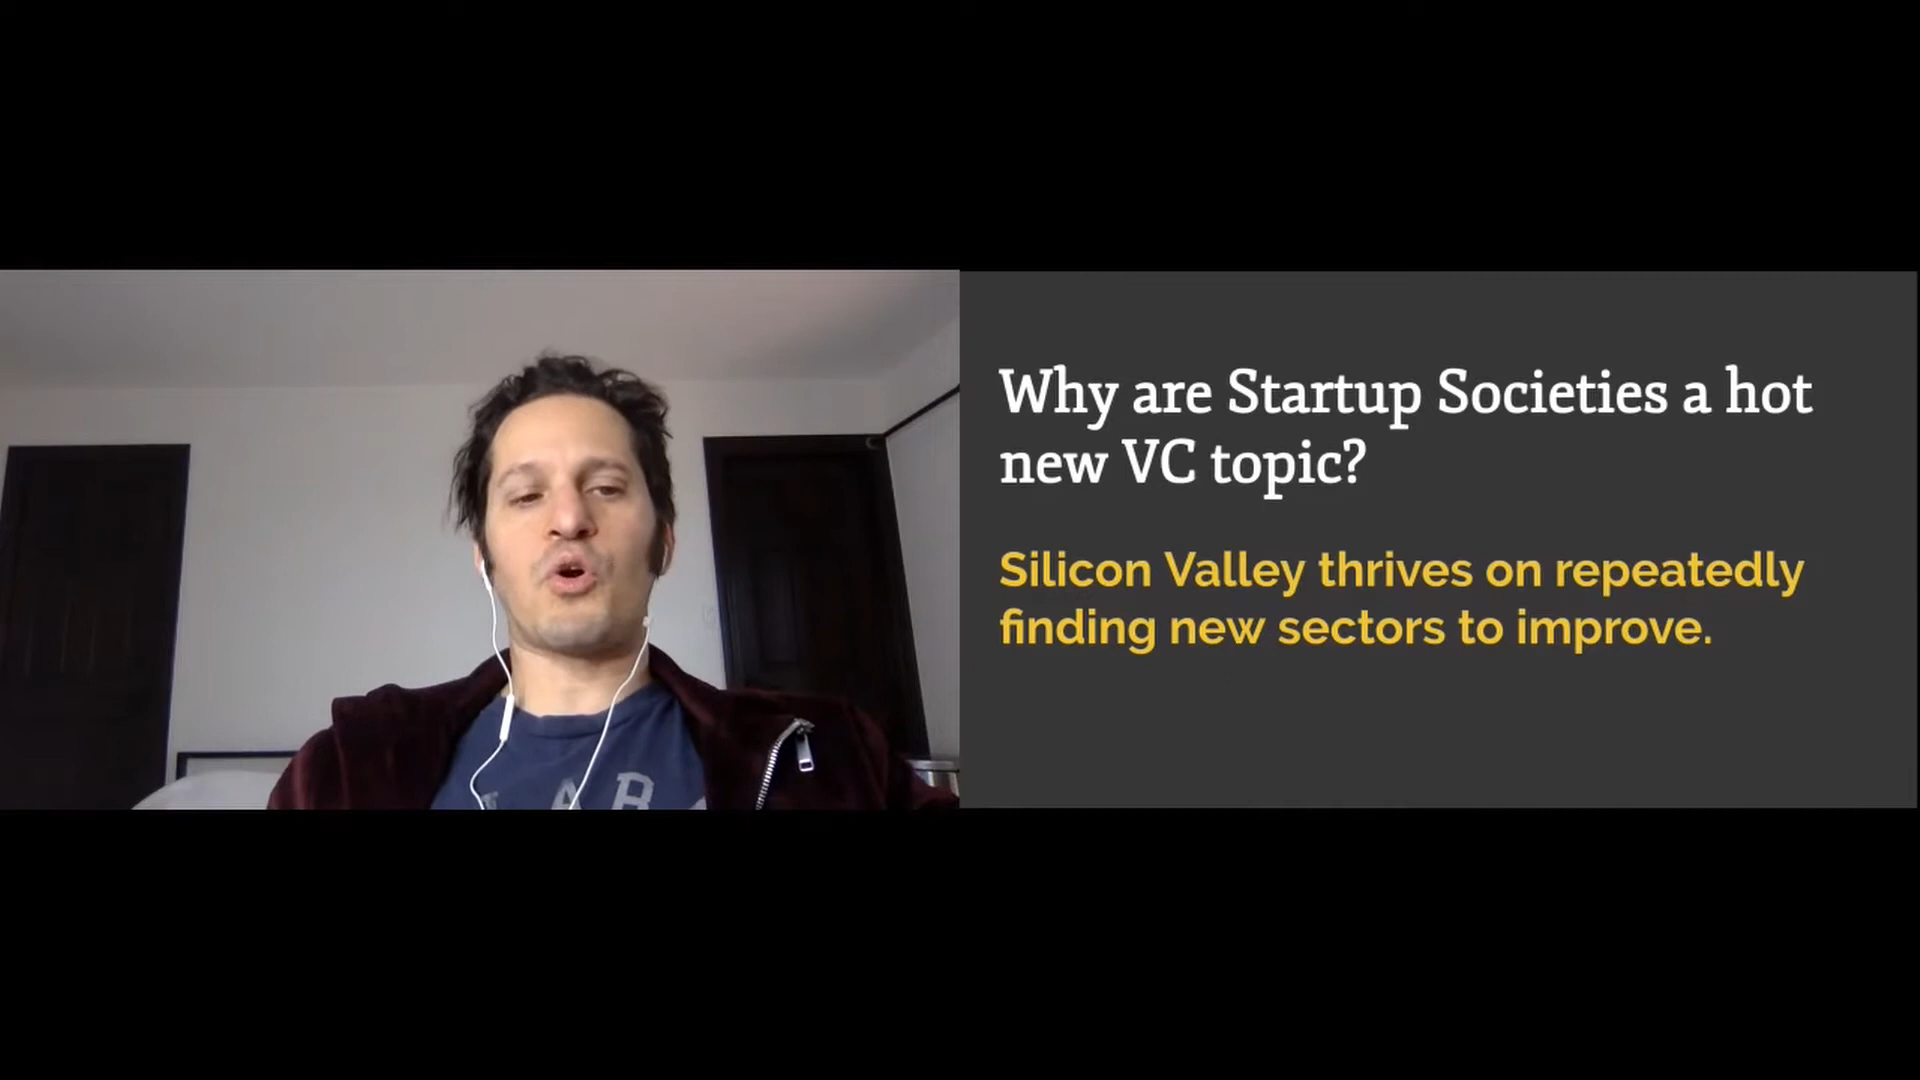 Why are Startup Societies a hot
new VC topic?
Silicon Valley thrives on repeatedly
finding new sectors to improve.